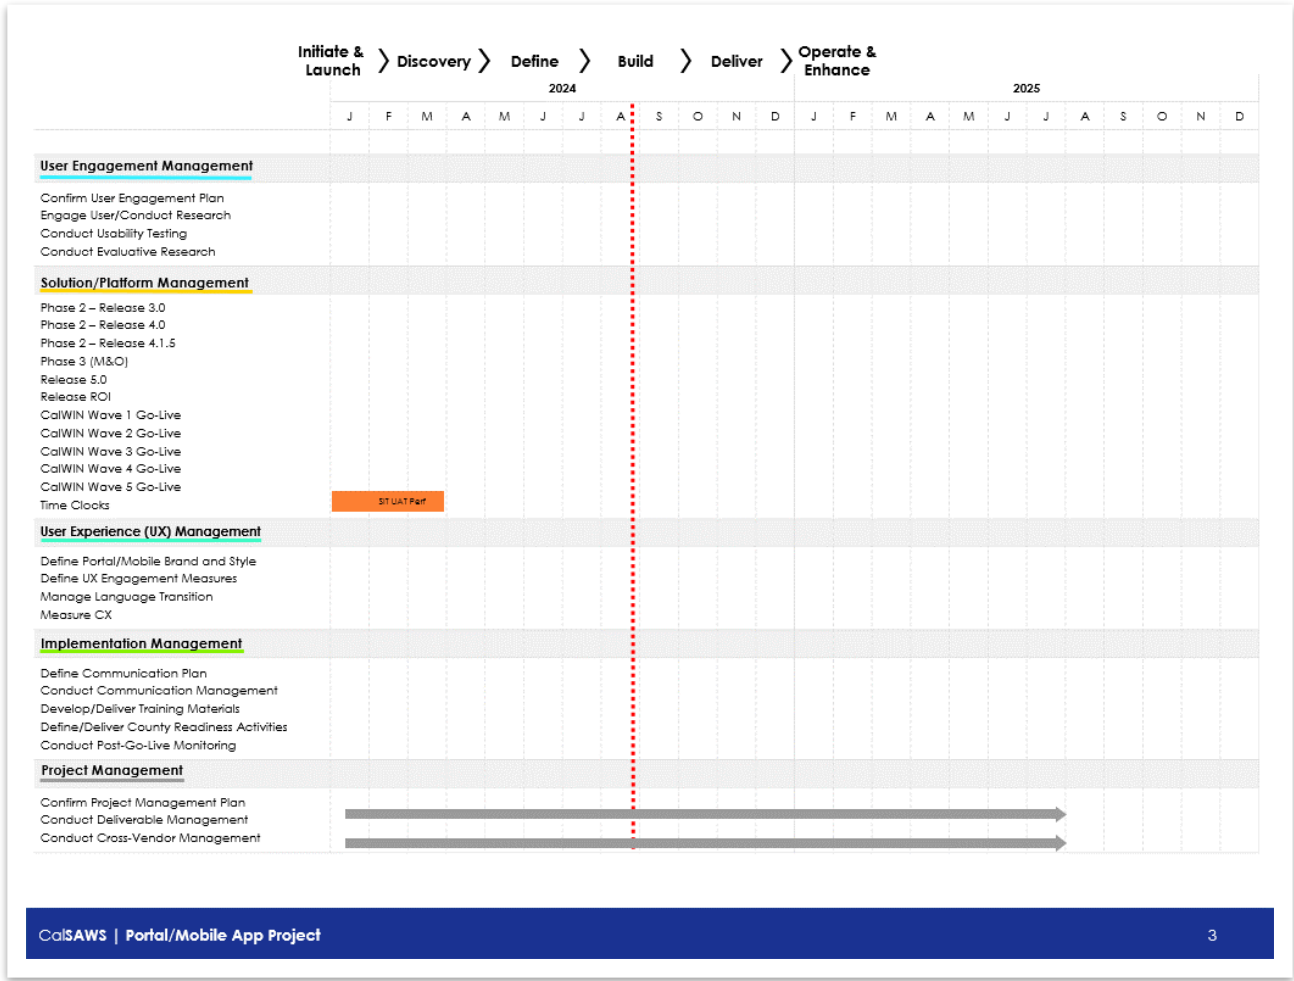 Initiate & Launch
Discovery
Define
Build
Deliver
Operate & Enhance
2024 2025
J F M A M J J A S O N D J F M A M J J A S O N D
User Engagement Management
Confirm User Engagement Plan
Engage User/Conduct Research
Conduct Usability Testing
Conduct Evaluative Research
Solution/Platform Management
Phase 2 – Release 3.0
Phase 2 – Release 4.0
Phase 2 – Release 4.1.5
Phase 3 (M&O)
Release 5.0
Release ROI
CalWIN Wave 1 Go-Live
CalWIN Wave 2 Go-Live
CalWIN Wave 3 Go-Live
CalWIN Wave 4 Go-Live
CalWIN Wave 5 Go-Live
Time Clocks SIT UAT Perf
User Experience (UX) Management
Define Portal/Mobile Brand and Style
Define UX Engagement Measures
Manage Language Transition
Measure CX
Implementation Management
Define Communication Plan
Conduct Communication Management
Develop/Deliver Training Materials
Define/Deliver County Readiness Activities
Conduct Post-Go-Live Monitoring
Project Management
Confirm Project Management Plan
Conduct Deliverable Management
Conduct Cross-Vendor Management
CalSAWS | Portal/Mobile App Project 3